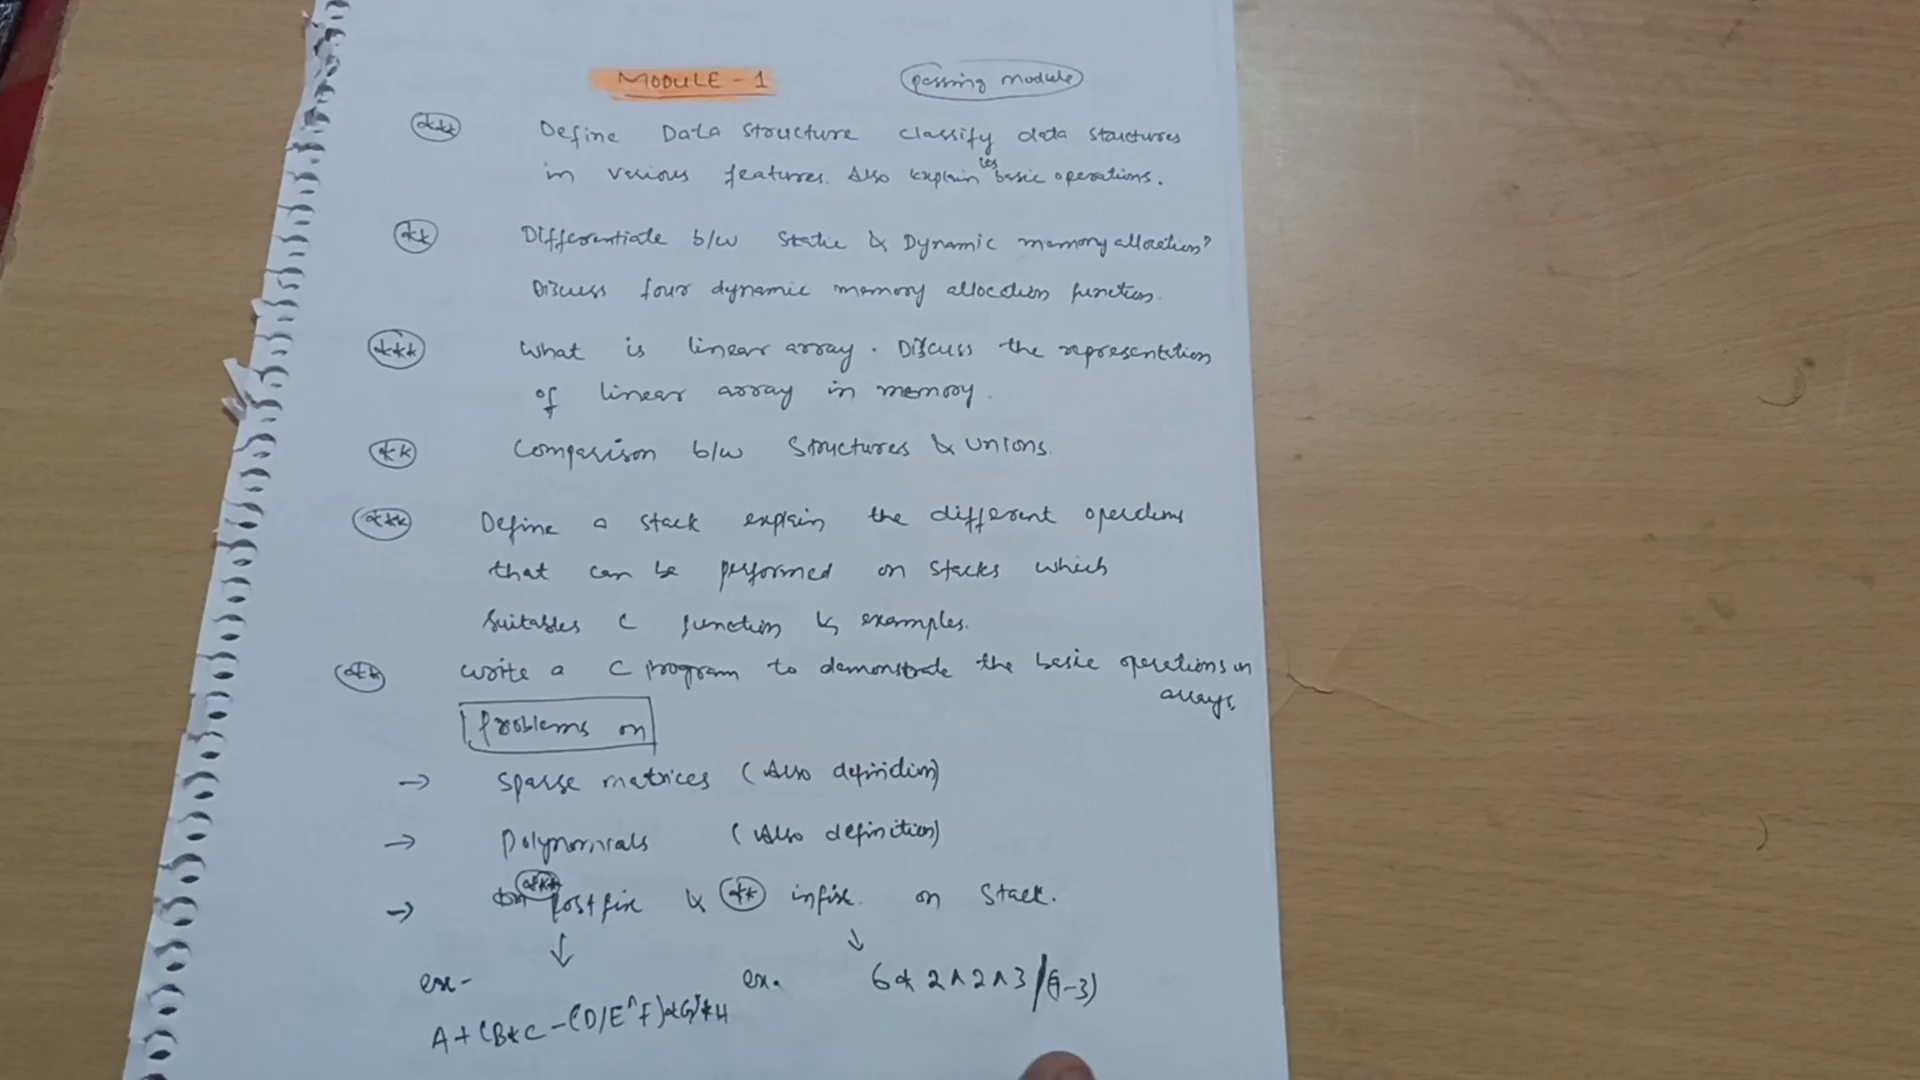 MODULE - 1
passing module
*** Define Data Structure classify data structures
in various features. Also explain its basic operations.
** Differentiate b/w Static & Dynamic memory allocation?
Discuss four dynamic memory allocation function.
*** What is linear array. Discuss the representation
of linear array in memory.
** Comparison b/w Structures & Unions.
*** Define a stack explain the different operations
that can be performed on stacks which
suitables C function & examples.
** Write a C program to demonstrate the basic operations in
arrays.
Problems on
→ Sparse matrices (Also definition)
→ Polynomials (Also definition)
→ *** Postfix & ** infix. on Stack.
↓ ↓
ex- ex. 6*2^2^3/
A+(B*C-(D/E^F)*G)*H